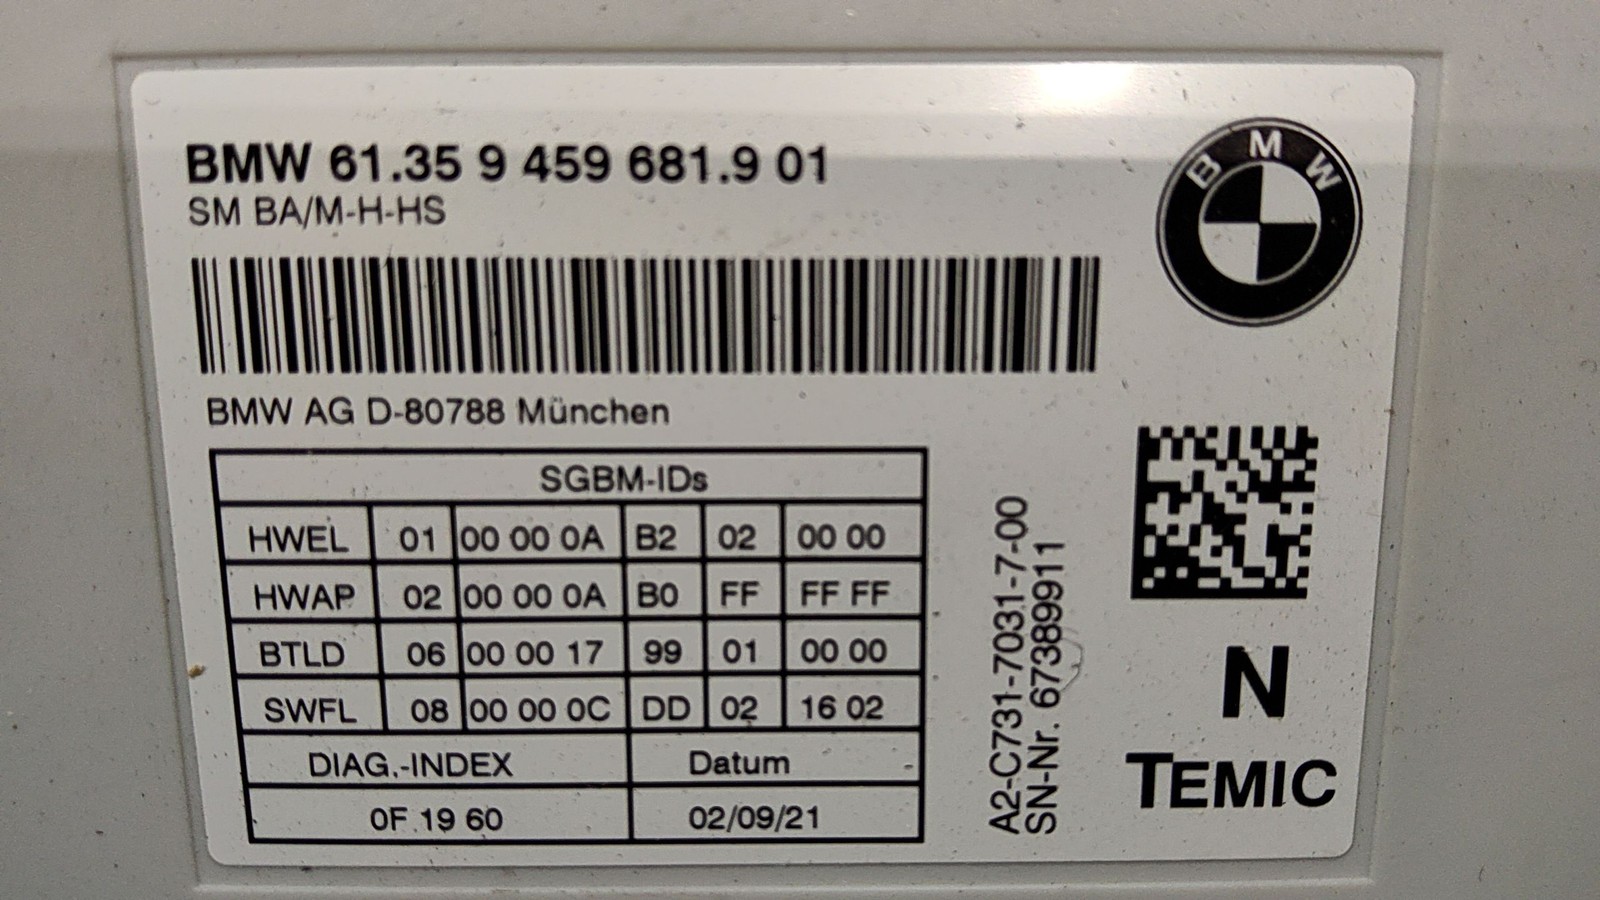 BMW 61.35 9 459 681.9 01
SM BA/M-H-HS
BMW
BMW AG D-80788 München
SGBM-IDs
HWEL 01 00 00 0A B2 02 00 00
HWAP 02 00 00 0A B0 FF FF FF
BTLD 06 00 00 17 99 01 00 00
SWFL 08 00 00 0C DD 02 16 02
DIAG.-INDEX Datum
0F 19 60 02/09/21
A2-C731-7031-7-00
SN-Nr. 67389911
N
TEMIC